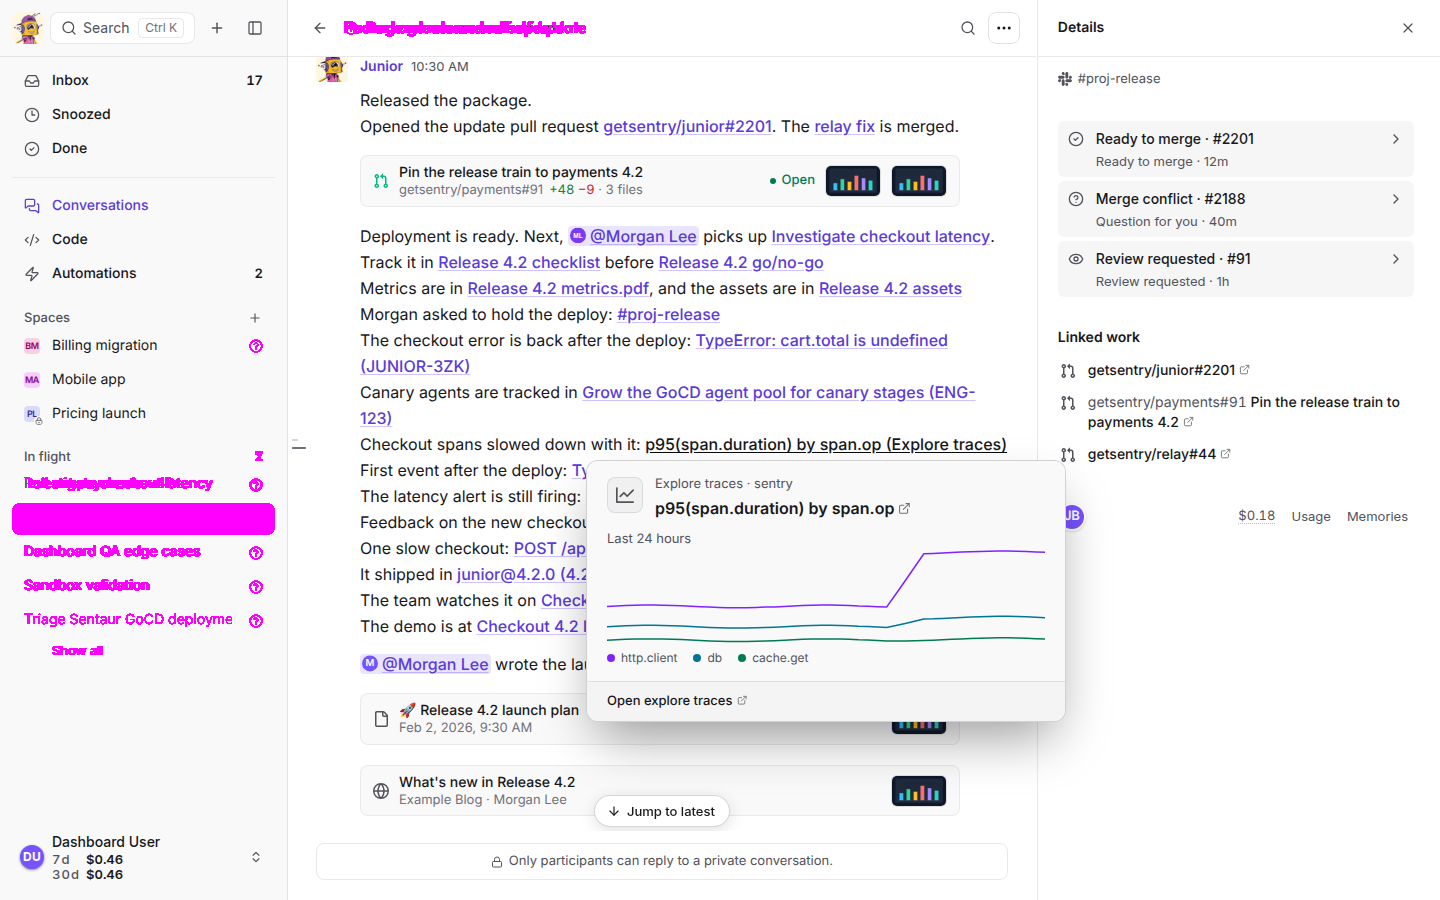 Search Ctrl K
Inbox 17
Snoozed
Done
Conversations
Code
Automations 2
Spaces
BM Billing migration
MA Mobile app
PL Pricing launch
In flight
Dashboard QA edge cases
Sandbox validation
Triage Sentaur GoCD deployme
Show all
DU Dashboard User
7d $0.46
30d $0.46
Junior 10:30 AM
Released the package.
Opened the update pull request getsentry/junior#2201. The relay fix is merged.
Pin the release train to payments 4.2
getsentry/payments#91 +48 −9 · 3 files
Open
Deployment is ready. Next, ML @Morgan Lee picks up Investigate checkout latency.
Track it in Release 4.2 checklist before Release 4.2 go/no-go
Metrics are in Release 4.2 metrics.pdf, and the assets are in Release 4.2 assets
Morgan asked to hold the deploy: #proj-release
The checkout error is back after the deploy: TypeError: cart.total is undefined
(JUNIOR-3ZK)
Canary agents are tracked in Grow the GoCD agent pool for canary stages (ENG-
123)
Checkout spans slowed down with it: p95(span.duration) by span.op (Explore traces)
First event after the deploy: Ty
The latency alert is still firing:
Feedback on the new checkou
One slow checkout: POST /ap
It shipped in junior@4.2.0 (4.2
The team watches it on Check
The demo is at Checkout 4.2
M @Morgan Lee wrote the lau
Explore traces · sentry
p95(span.duration) by span.op
Last 24 hours
http.client db cache.get
Open explore traces
🚀 Release 4.2 launch plan
Feb 2, 2026, 9:30 AM
What's new in Release 4.2
Example Blog · Morgan Lee
Jump to latest
Only participants can reply to a private conversation.
Details
#proj-release
Ready to merge · #2201
Ready to merge · 12m
Merge conflict · #2188
Question for you · 40m
Review requested · #91
Review requested · 1h
Linked work
getsentry/junior#2201
getsentry/payments#91 Pin the release train to
payments 4.2
getsentry/relay#44
$0.18 Usage Memories